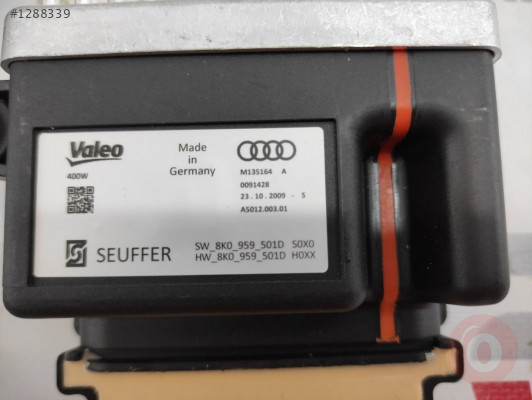 #1288339
Valeo
400W
Made
in
Germany
M135164 A
0091428
23.10.2009 - 5
A5012.003.01
SEUFFER
SW_8K0_959_501D S0X0
HW_8K0_959_501D H0XX